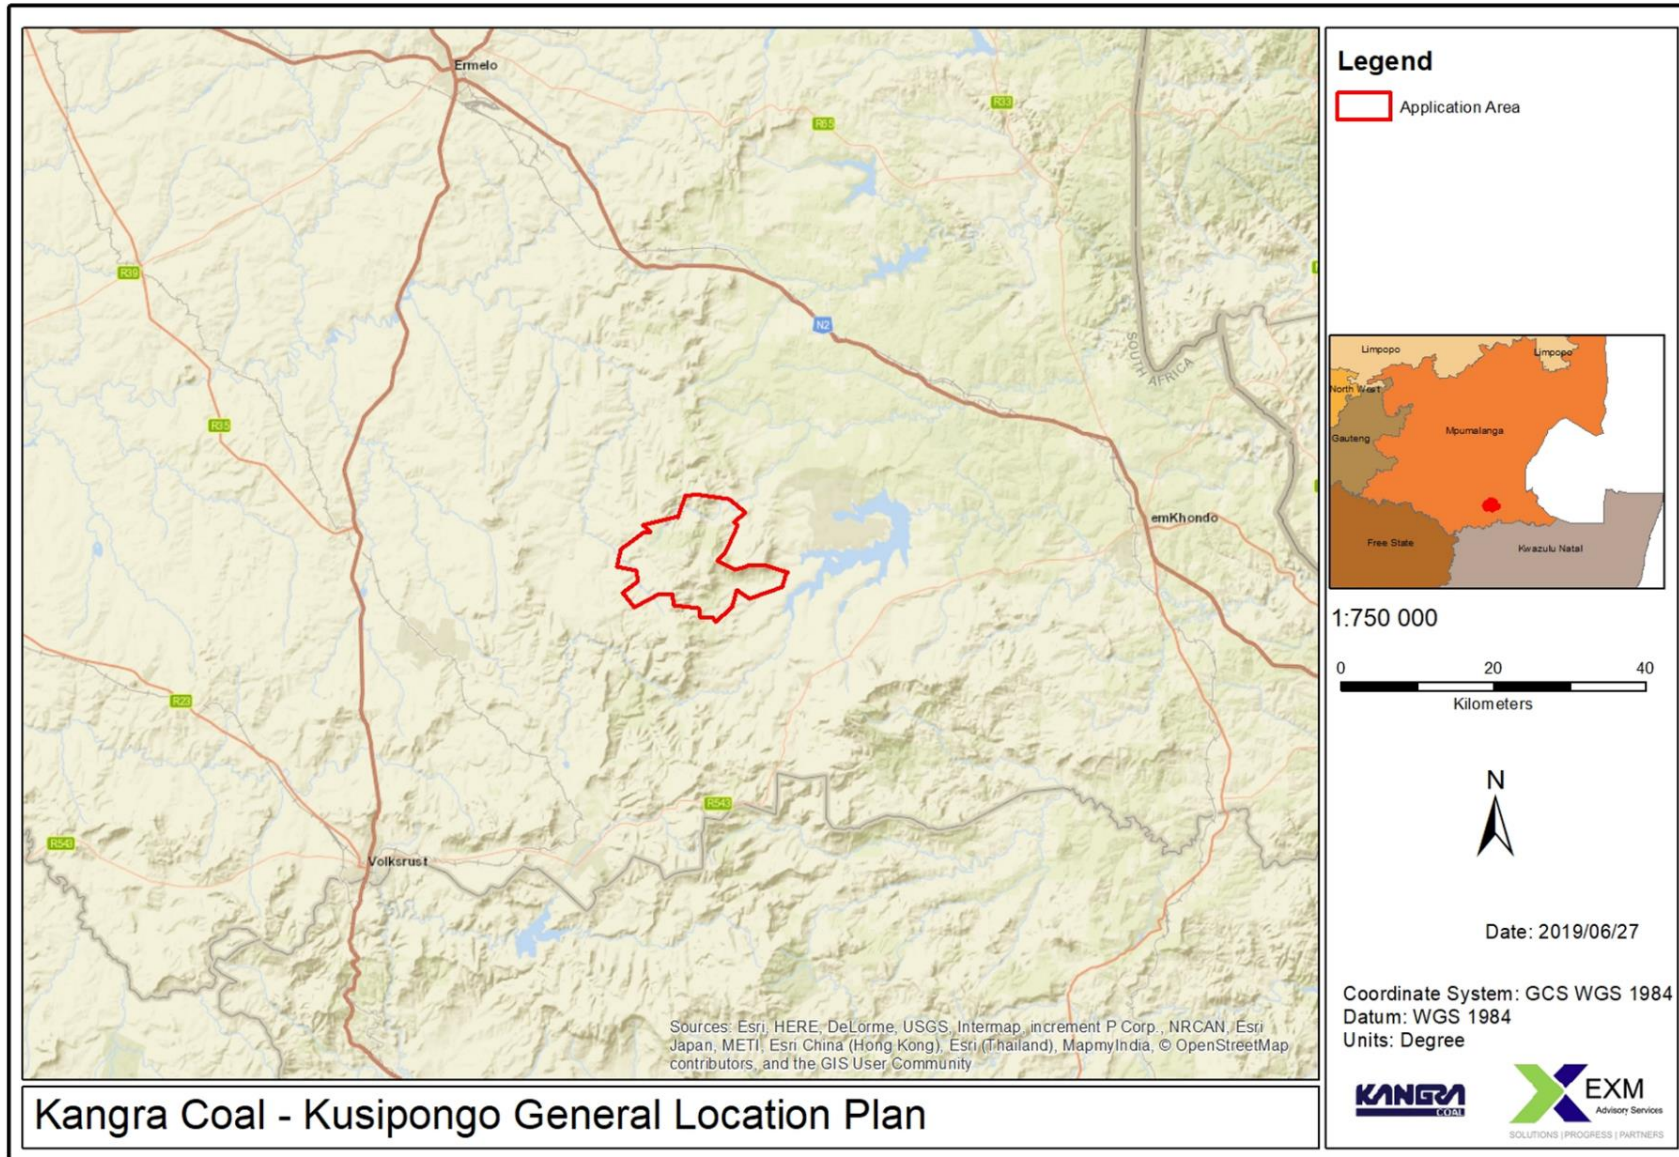 Ermelo
R33
R65
R39
N2
SOUTH AFRICA
R35
emKhondo
R23
R543
R543
Volksrust
Sources: Esri, HERE, DeLorme, USGS, Intermap, increment P Corp., NRCAN, Esri
Japan, METI, Esri China (Hong Kong), Esri (Thailand), MapmyIndia, © OpenStreetMap
contributors, and the GIS User Community
Kangra Coal - Kusipongo General Location Plan
Legend
Application Area
Limpopo
Limpopo
North West
Gauteng
Mpumalanga
Free State
Kwazulu Natal
1:750 000
0 20 40
Kilometers
N
Date: 2019/06/27
Coordinate System: GCS WGS 1984
Datum: WGS 1984
Units: Degree
KANGRA
COAL
EXM
Advisory Services
SOLUTIONS | PROGRESS | PARTNERS